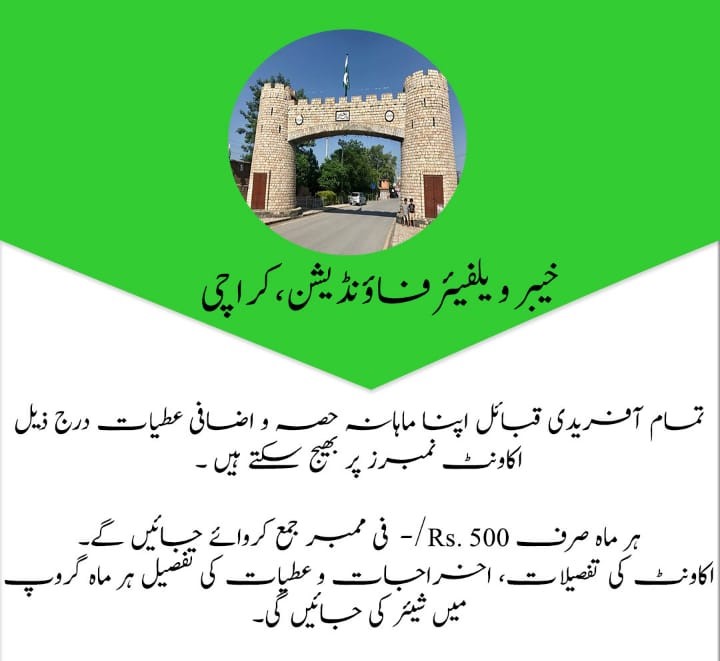 خیبر ویلفیئر فاؤنڈیشن، کراچی
تمام آفریدی قبائل اپنا ماہانہ حصہ و اضافی عطیات درج ذیل
اکاونٹ نمبرز پر بھیج سکتے ہیں ۔
ہر ماہ صرف Rs. 500/- فی ممبر جمع کروائے جائیں گے۔
اکاونٹ کی تفصیلات، اخراجات و عطیات کی تفصیل ہر ماہ گروپ
میں شیئر کی جائیں گی۔